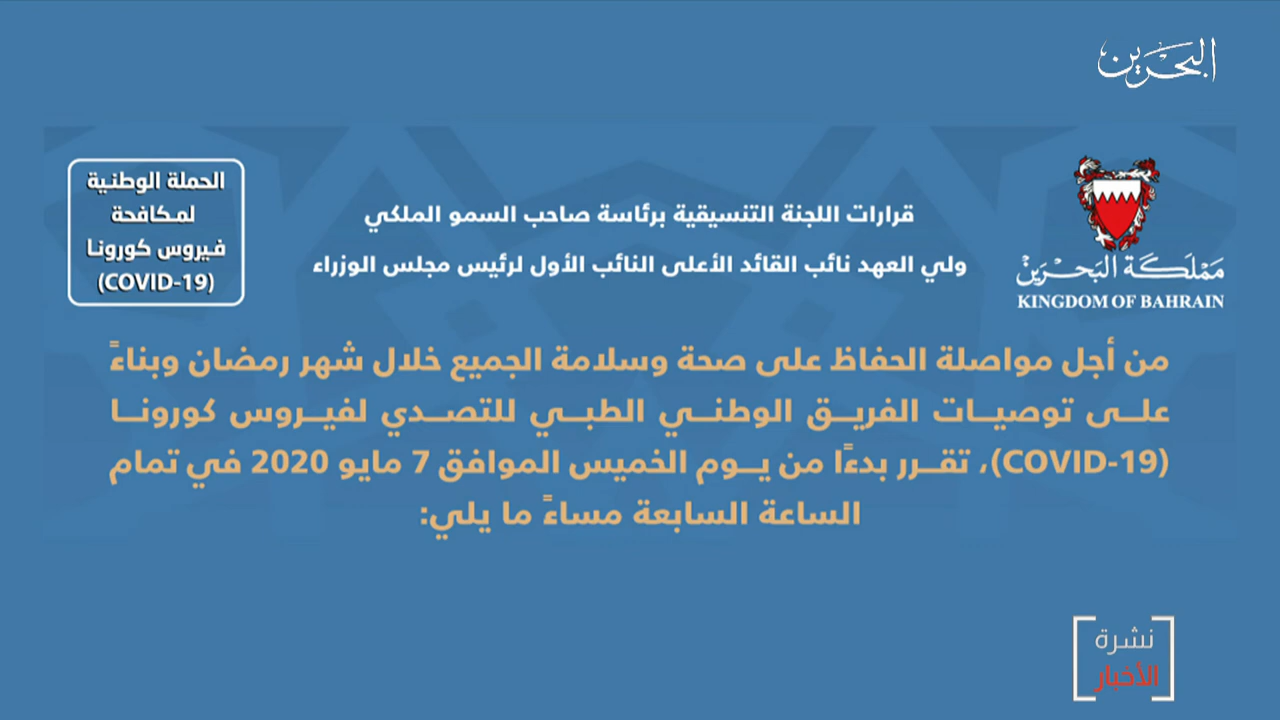 البحرين
مملكة البحرين
KINGDOM OF BAHRAIN
قرارات اللجنة التنسيقية برئاسة صاحب السمو الملكي
ولي العهد نائب القائد الأعلى النائب الأول لرئيس مجلس الوزراء
الحملة الوطنية
لمكافحة
فيروس كورونا
(COVID-19)
من أجل مواصلة الحفاظ على صحة وسلامة الجميع خلال شهر رمضان وبناءً
على توصيات الفريق الوطني الطبي للتصدي لفيروس كورونا
(COVID-19)، تقرر بدءًا من يوم الخميس الموافق 7 مايو 2020 في تمام
الساعة السابعة مساءً ما يلي:
نشرة
الأخبار